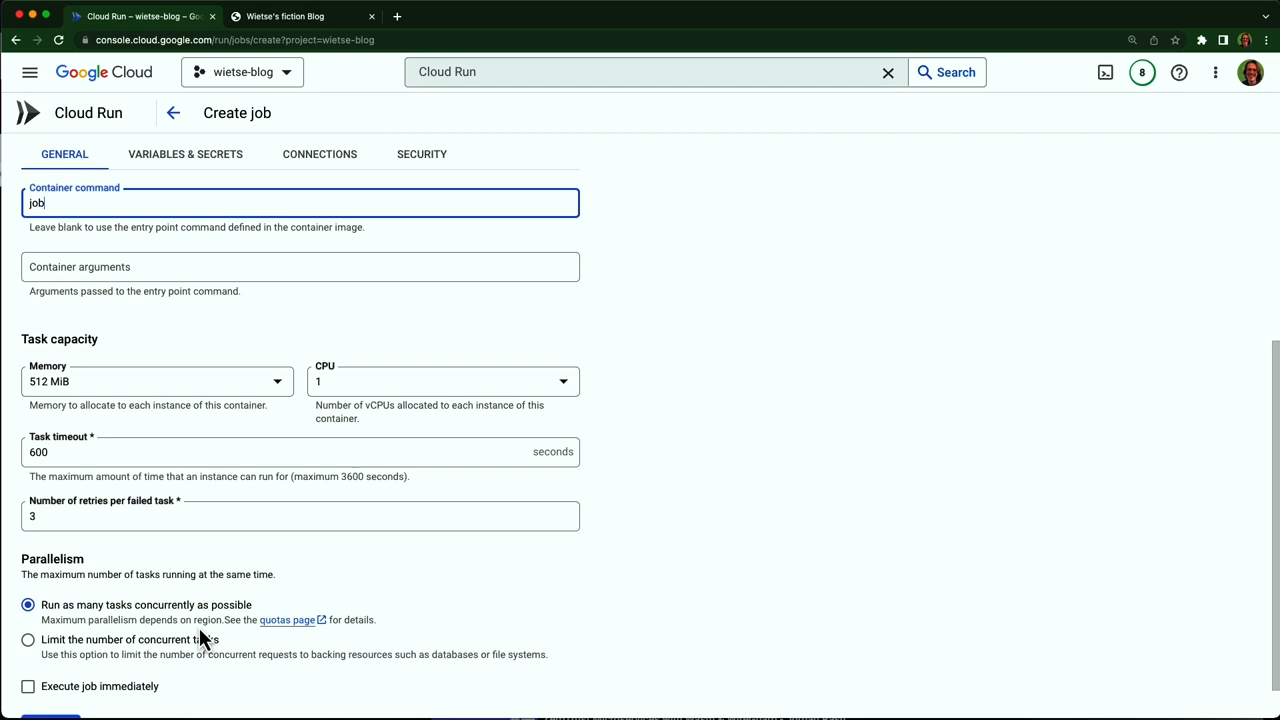 Cloud Run – wietse-blog – Go
Wietse's fiction Blog
console.cloud.google.com/run/jobs/create?project=wietse-blog
Google Cloud
wietse-blog
Cloud Run
Search
8
Cloud Run
Create job
GENERAL
VARIABLES & SECRETS
CONNECTIONS
SECURITY
Container command
job
Leave blank to use the entry point command defined in the container image.
Container arguments
Arguments passed to the entry point command.
Task capacity
Memory
512 MiB
Memory to allocate to each instance of this container.
CPU
1
Number of vCPUs allocated to each instance of this
container.
Task timeout *
600
seconds
The maximum amount of time that an instance can run for (maximum 3600 seconds).
Number of retries per failed task *
3
Parallelism
The maximum number of tasks running at the same time.
Run as many tasks concurrently as possible
Maximum parallelism depends on region.See the quotas page for details.
Limit the number of concurrent tasks
Use this option to limit the number of concurrent requests to backing resources such as databases or file systems.
Execute job immediately